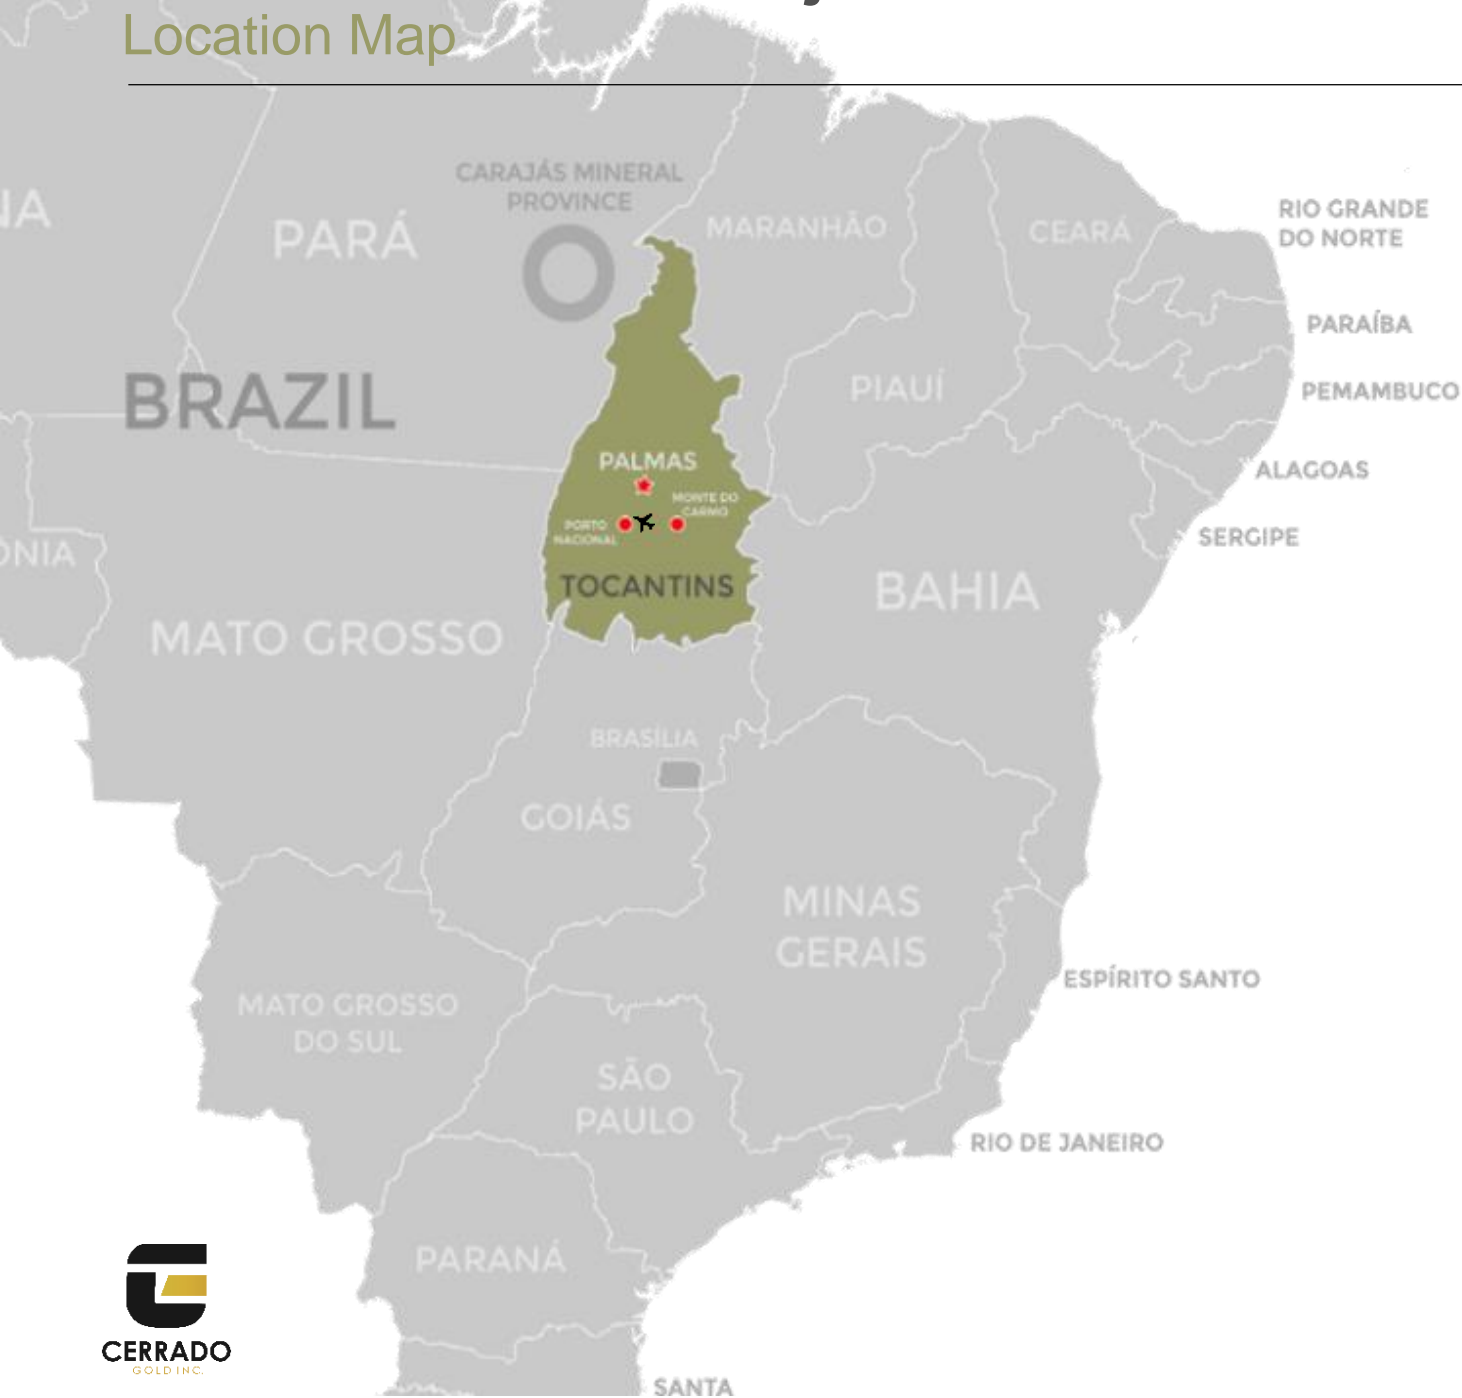 Location Map
CARAJÁS MINERAL
PROVINCE
PARÁ
MARANHÃO
CEARÁ
RIO GRANDE
DO NORTE
PARAÍBA
PIAUÍ
PEMAMBUCO
BRAZIL
PALMAS
MONTE DO
CARMO
PORTO
NACIONAL
TOCANTINS
ALAGOAS
SERGIPE
BAHIA
MATO GROSSO
BRASÍLIA
GOIÁS
MINAS
GERAIS
ESPÍRITO SANTO
MATO GROSSO
DO SUL
SÃO
PAULO
RIO DE JANEIRO
PARANÁ
CERRADO
GOLD INC.
SANTA